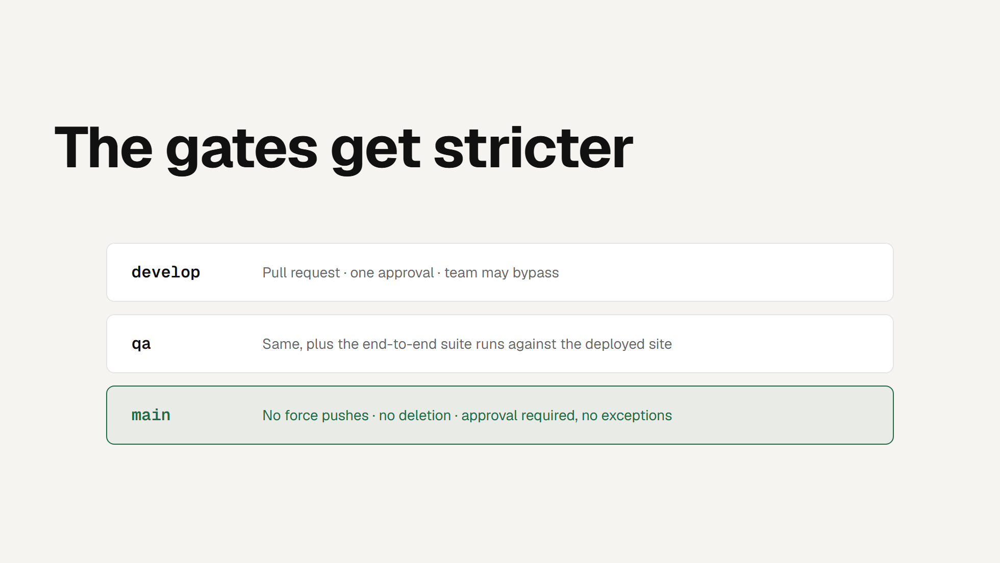 The gates get stricter
develop
Pull request · one approval · team may bypass
qa
Same, plus the end-to-end suite runs against the deployed site
main
No force pushes · no deletion · approval required, no exceptions